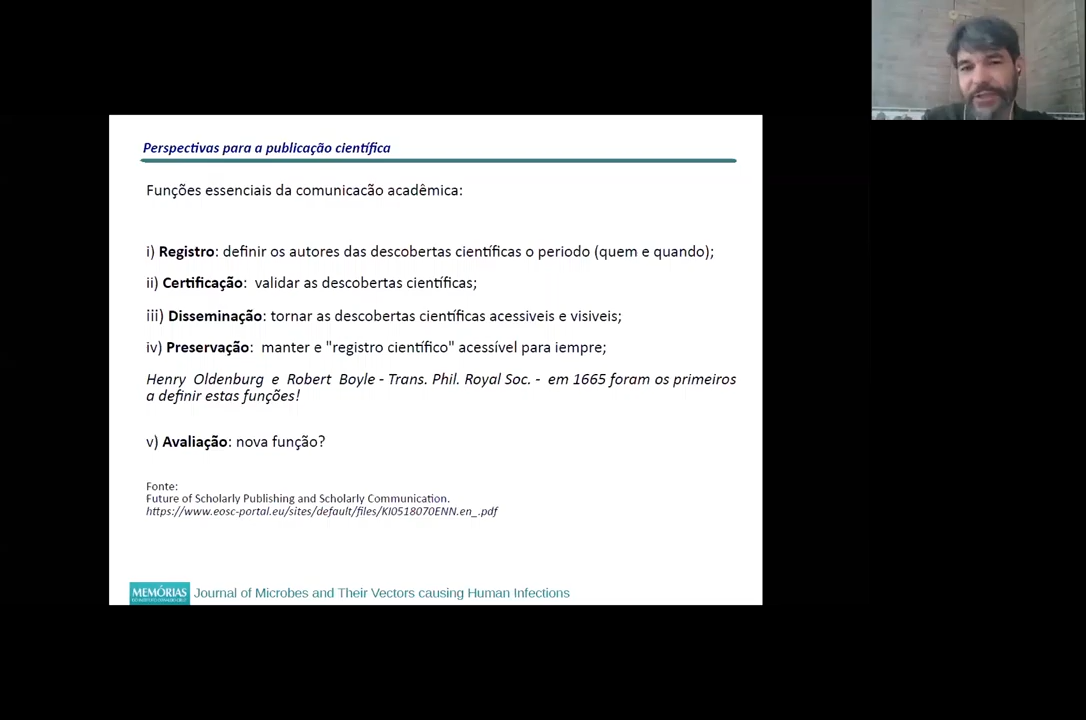 Perspectivas para a publicação científica
Funções essenciais da comunicacão acadêmica:
i) Registro: definir os autores das descobertas científicas o periodo (quem e quando);
ii) Certificação: validar as descobertas científicas;
iii) Disseminação: tornar as descobertas científicas acessiveis e visiveis;
iv) Preservação: manter e "registro científico" acessível para iempre;
Henry Oldenburg e Robert Boyle - Trans. Phil. Royal Soc. - em 1665 foram os primeiros
a definir estas funções!
v) Avaliação: nova função?
Fonte:
Future of Scholarly Publishing and Scholarly Communication.
https://www.eosc-portal.eu/sites/default/files/KI0518070ENN.en_.pdf
MEMÓRIAS
Journal of Microbes and Their Vectors causing Human Infections